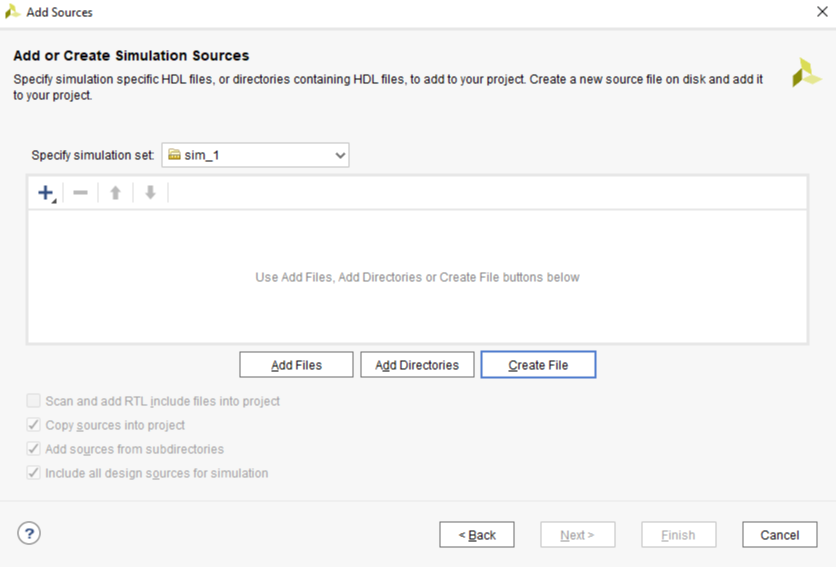 Add Sources
Add or Create Simulation Sources
Specify simulation specific HDL files, or directories containing HDL files, to add to your project. Create a new source file on disk and add it
to your project.
Specify simulation set: sim_1
Use Add Files, Add Directories or Create File buttons below
Add Files Add Directories Create File
Scan and add RTL include files into project
Copy sources into project
Add sources from subdirectories
Include all design sources for simulation
? < Back Next > Finish Cancel